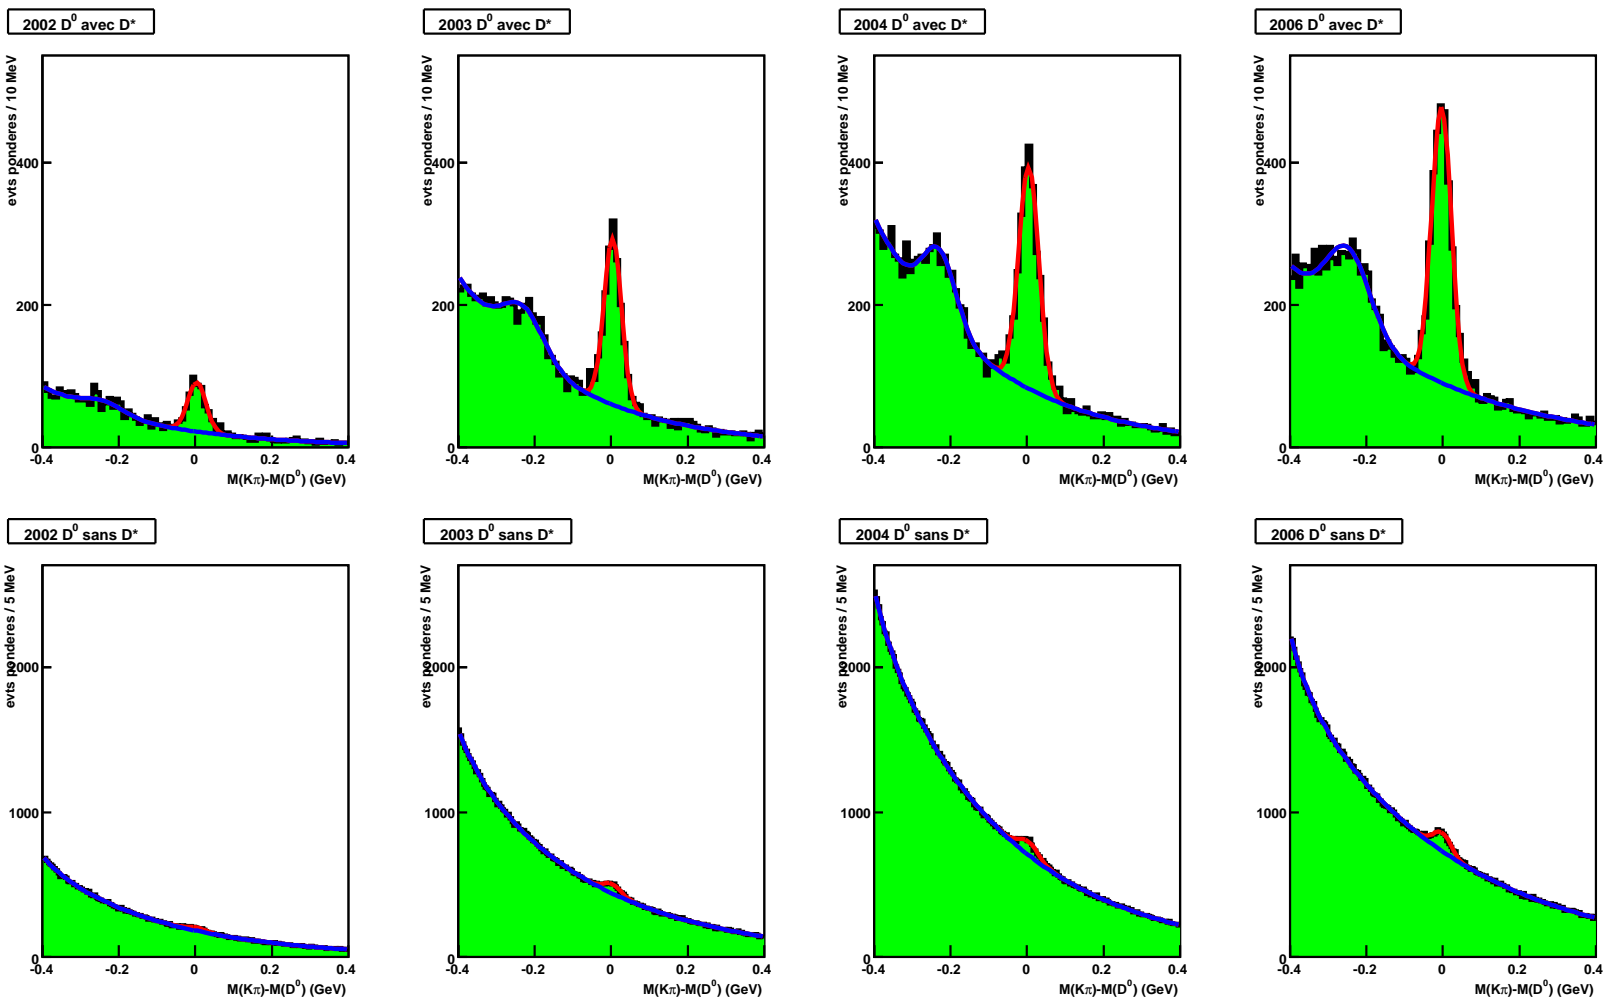 2002 D⁰ avec D*
evts ponderes / 10 MeV
400
200
0
-0.4 -0.2 0 0.2 0.4
M(Kπ)-M(D⁰) (GeV)
2003 D⁰ avec D*
evts ponderes / 10 MeV
400
200
0
-0.4 -0.2 0 0.2 0.4
M(Kπ)-M(D⁰) (GeV)
2004 D⁰ avec D*
evts ponderes / 10 MeV
400
200
0
-0.4 -0.2 0 0.2 0.4
M(Kπ)-M(D⁰) (GeV)
2006 D⁰ avec D*
evts ponderes / 10 MeV
400
200
0
-0.4 -0.2 0 0.2 0.4
M(Kπ)-M(D⁰) (GeV)
2002 D⁰ sans D*
evts ponderes / 5 MeV
2000
1000
0
-0.4 -0.2 0 0.2 0.4
M(Kπ)-M(D⁰) (GeV)
2003 D⁰ sans D*
evts ponderes / 5 MeV
2000
1000
0
-0.4 -0.2 0 0.2 0.4
M(Kπ)-M(D⁰) (GeV)
2004 D⁰ sans D*
evts ponderes / 5 MeV
2000
1000
0
-0.4 -0.2 0 0.2 0.4
M(Kπ)-M(D⁰) (GeV)
2006 D⁰ sans D*
evts ponderes / 5 MeV
2000
1000
0
-0.4 -0.2 0 0.2 0.4
M(Kπ)-M(D⁰) (GeV)